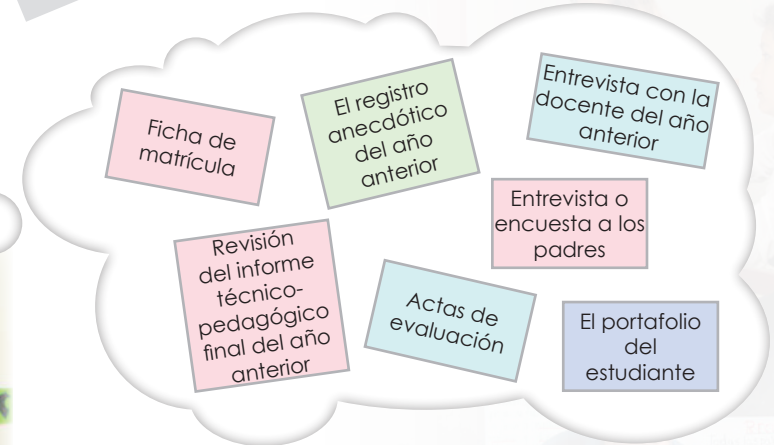 Ficha de
matrícula
El registro
anecdótico
del año
anterior
Entrevista con la
docente del año
anterior
Entrevista o
encuesta a los
padres
Revisión
del informe
técnico-
pedagógico
final del año
anterior
Actas de
evaluación
El portafolio
del
estudiante